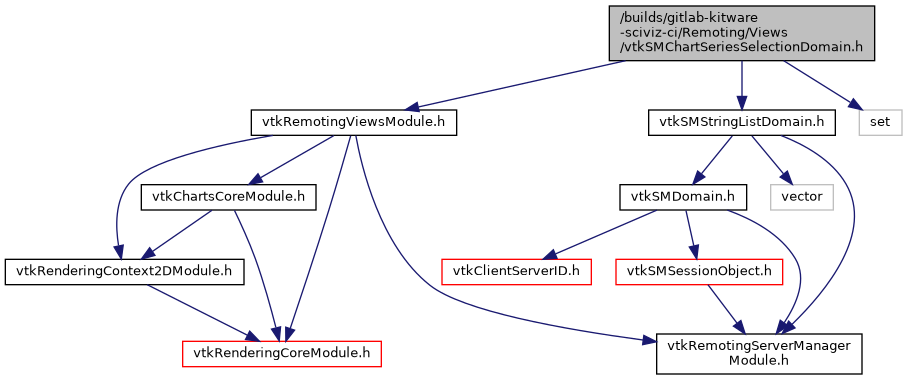 /builds/gitlab-kitware
-sciviz-ci/Remoting/Views
/vtkSMChartSeriesSelectionDomain.h
vtkRemotingViewsModule.h
vtkSMStringListDomain.h
set
vtkChartsCoreModule.h
vtkSMDomain.h
vector
vtkRenderingContext2DModule.h
vtkClientServerID.h
vtkSMSessionObject.h
vtkRenderingCoreModule.h
vtkRemotingServerManager
Module.h